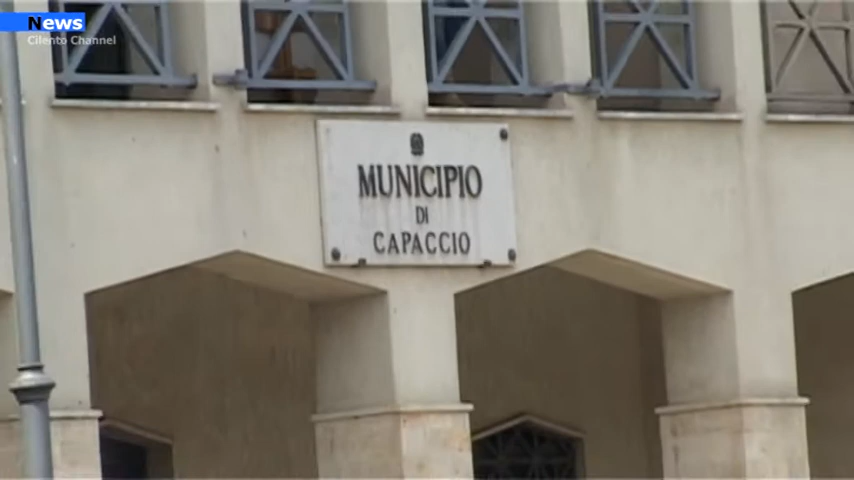 News
Cilento Channel
MUNICIPIO
DI
CAPACCIO